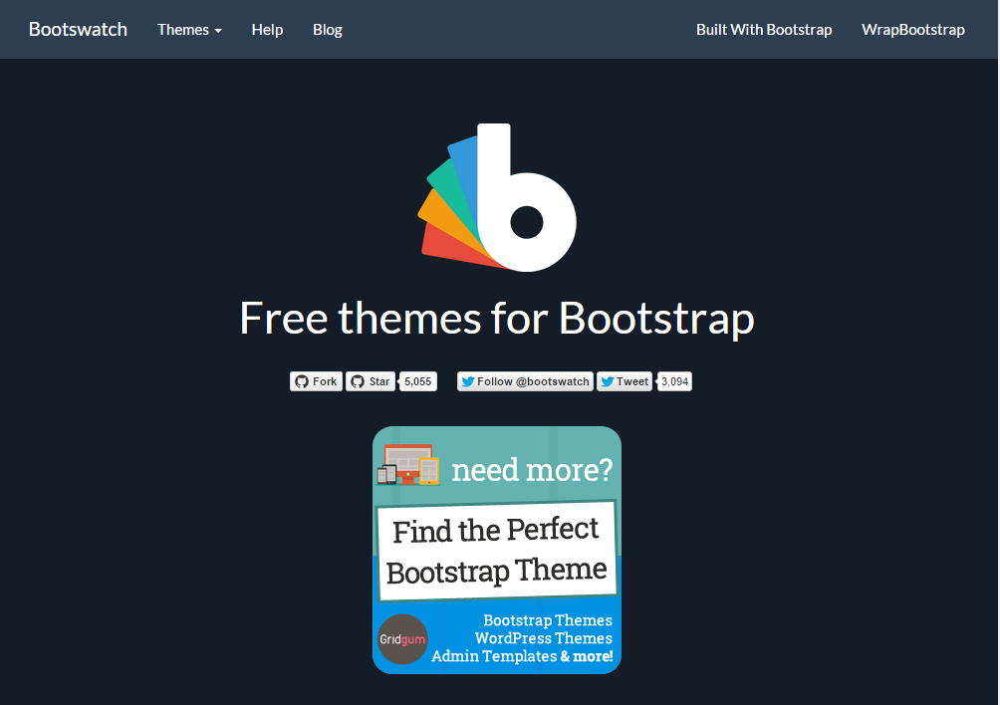 Bootswatch Themes Help Blog Built With Bootstrap WrapBootstrap
b
Free themes for Bootstrap
Fork Star 5,055 Follow @bootswatch Tweet 3,094
need more?
Find the Perfect
Bootstrap Theme
Gridgum
Bootstrap Themes
WordPress Themes
Admin Templates & more!